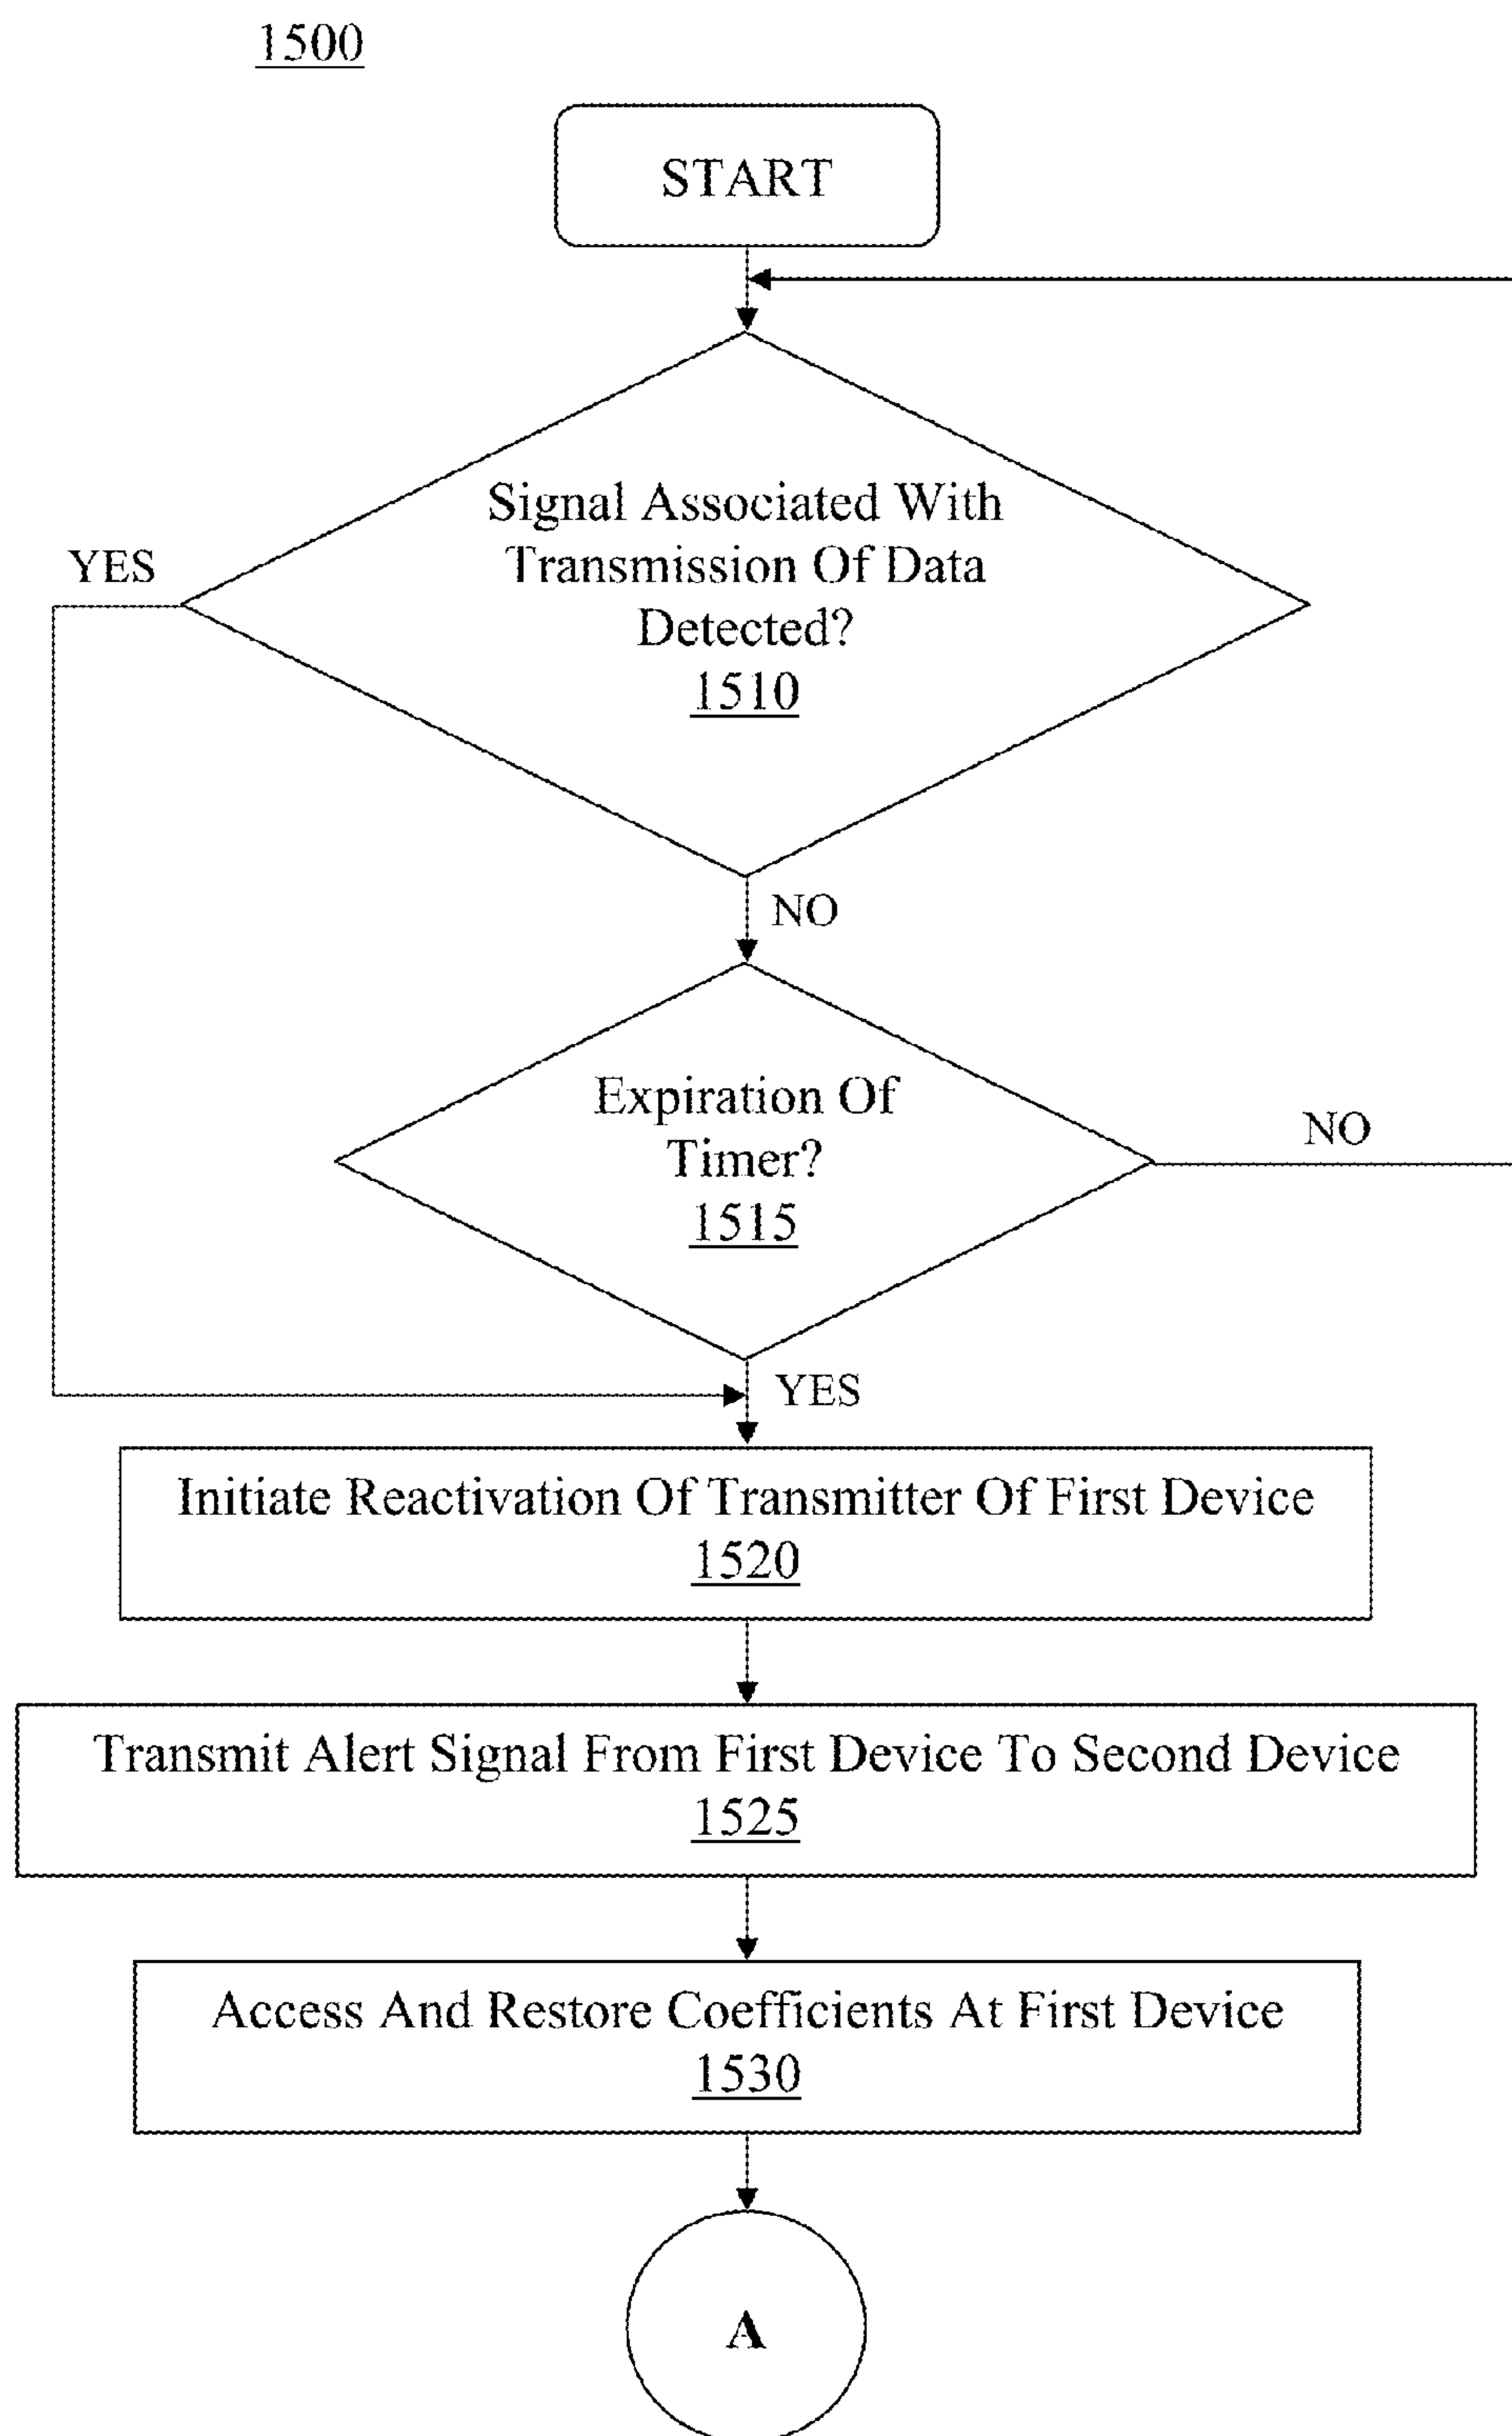 1500
START
Signal Associated With
Transmission Of Data
Detected?
1510
YES
NO
Expiration Of
Timer?
1515
NO
YES
Initiate Reactivation Of Transmitter Of First Device
1520
Transmit Alert Signal From First Device To Second Device
1525
Access And Restore Coefficients At First Device
1530
A